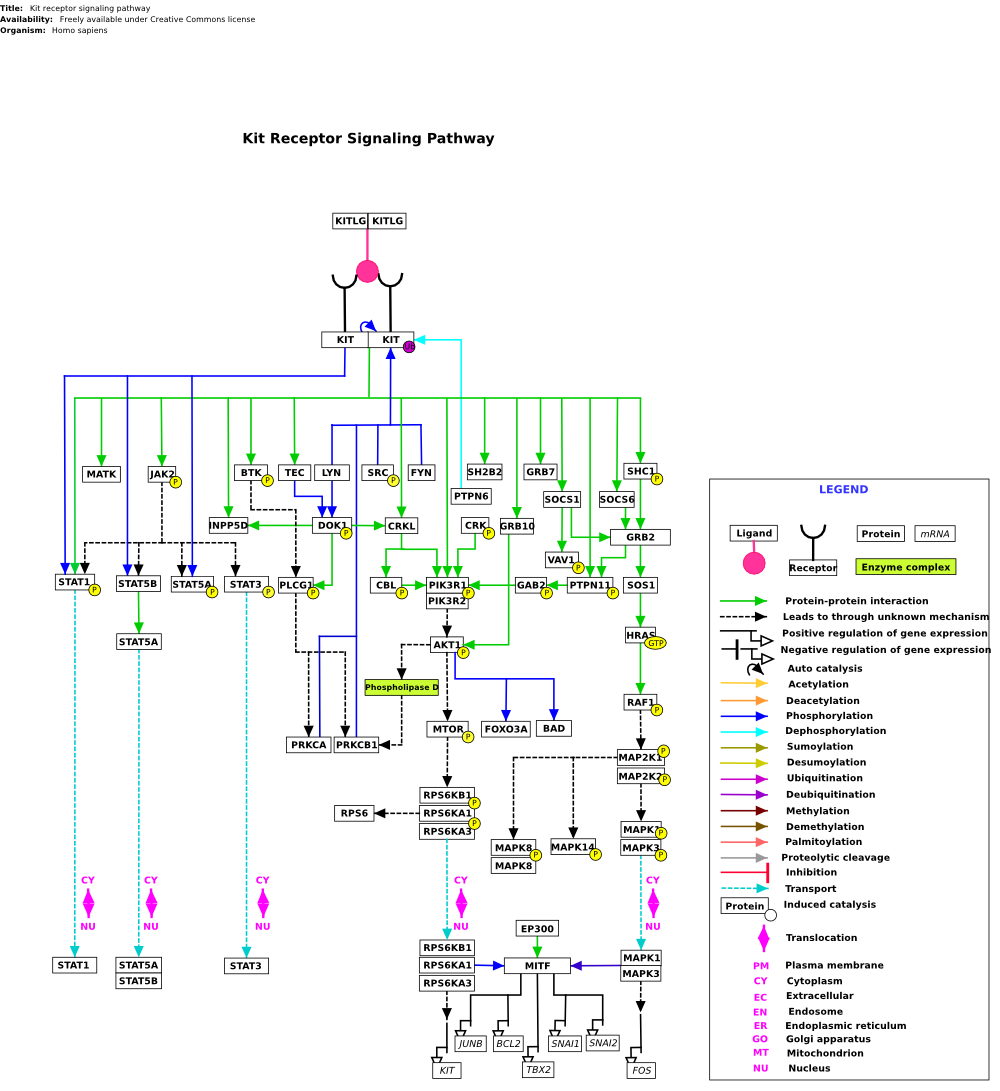 Title: Kit receptor signaling pathway
Availability: Freely available under Creative Commons license
Organism: Homo sapiens
Kit Receptor Signaling Pathway
KITLG KITLG
KIT KIT
MATK JAK2 P BTK P TEC LYN SRC P FYN SH2B2 GRB7 SHC1 P
PTPN6 SOCS1 SOCS6
INPP5D DOK1 P CRKL CRK P GRB10 GRB2
VAV1 P
STAT1 P STAT5B STAT5A P STAT3 P PLCG1 P CBL P PIK3R1 P GAB2 P PTPN11 P SOS1
PIK3R2
STAT5A AKT1 P HRAS GTP
Phospholipase D
RAF1 P
MTOR P FOXO3A BAD
PRKCA PRKCB1
MAP2K1 P
MAP2K2 P
RPS6KB1 P
RPS6 RPS6KA1 P
RPS6KA3
MAPK P
MAPK8 P MAPK14 P MAPK3 P
MAPK8
CY CY CY CY CY
NU NU NU NU NU
EP300
RPS6KB1
STAT1 STAT5A STAT3 RPS6KA1 MITF MAPK1
STAT5B RPS6KA3 MAPK3
JUNB BCL2 SNAI1 SNAI2
KIT TBX2 FOS
LEGEND
Ligand Protein mRNA
Receptor Enzyme complex
Protein-protein interaction
Leads to through unknown mechanism
Positive regulation of gene expression
Negative regulation of gene expression
Auto catalysis
Acetylation
Deacetylation
Phosphorylation
Dephosphorylation
Sumoylation
Desumoylation
Ubiquitination
Deubiquitination
Methylation
Demethylation
Palmitoylation
Proteolytic cleavage
Inhibition
Transport
Protein Induced catalysis
Translocation
PM Plasma membrane
CY Cytoplasm
EC Extracellular
EN Endosome
ER Endoplasmic reticulum
GO Golgi apparatus
MT Mitochondrion
NU Nucleus